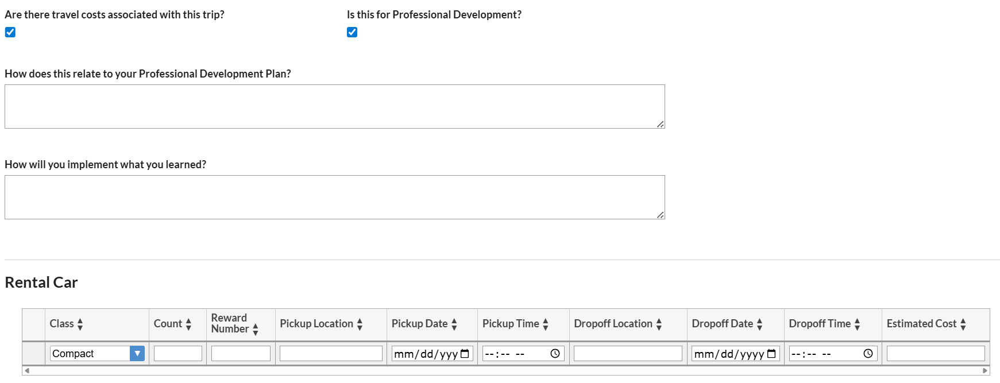 Are there travel costs associated with this trip? Is this for Professional Development?
How does this relate to your Professional Development Plan?
How will you implement what you learned?
Rental Car
Class Count Reward Number Pickup Location Pickup Date Pickup Time Dropoff Location Dropoff Date Dropoff Time Estimated Cost
Compact mm/dd/yyy --:-- -- mm/dd/yyyy --:-- --